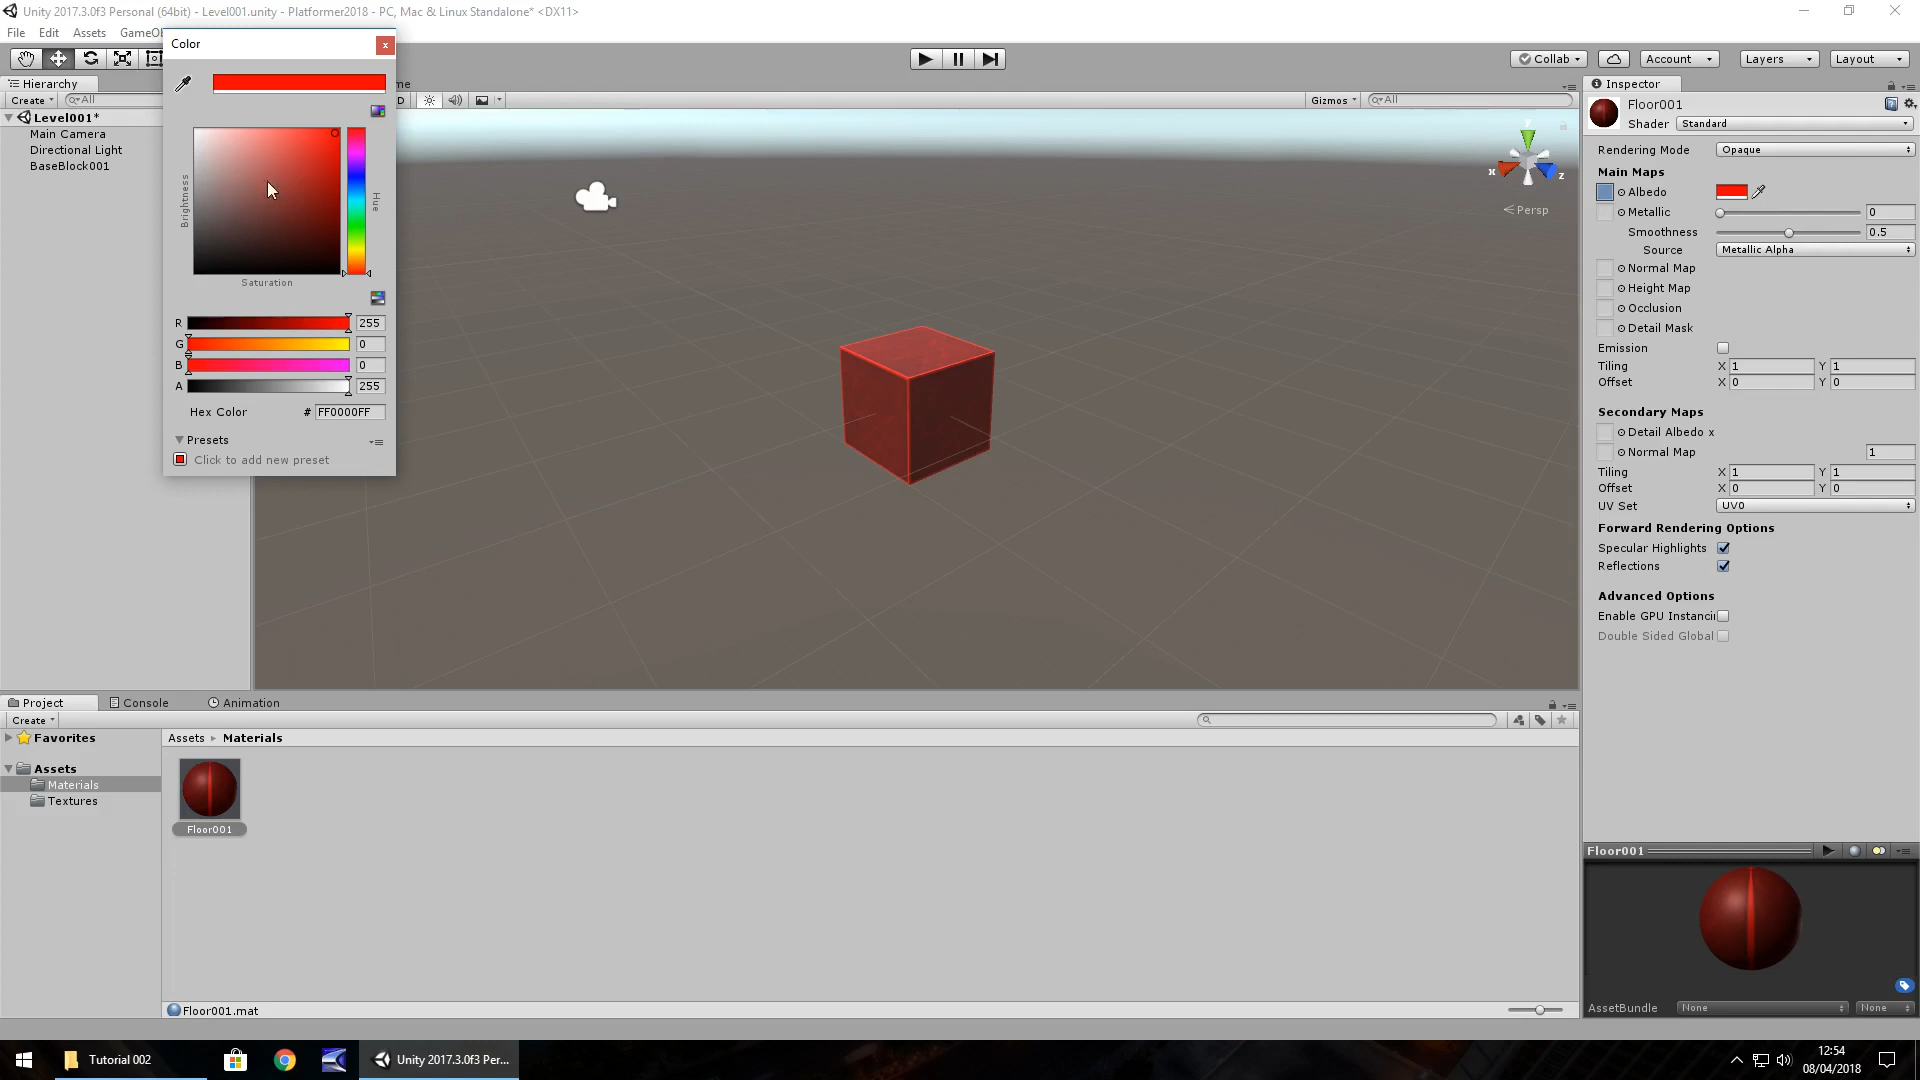 Unity 2017.3.0f3 Personal (64bit) - Level001.unity - Platformer2018 - PC, Mac & Linux Standalone* <DX11>
File Edit Assets GameOb
Color
Collab Account Layers Layout
Hierarchy
me
Inspector
Create All
D
Gizmos All
Floor001
Shader Standard
Level001*
Main Camera
Directional Light
BaseBlock001
Brightness
Hue
Saturation
R 255
G 0
B 0
A 255
Hex Color # FF0000FF
Presets
Click to add new preset
y
x
z
Persp
Rendering Mode Opaque
Main Maps
Albedo
Metallic 0
Smoothness 0.5
Source Metallic Alpha
Normal Map
Height Map
Occlusion
Detail Mask
Emission
Tiling X 1 Y 1
Offset X 0 Y 0
Secondary Maps
Detail Albedo x
Normal Map 1
Tiling X 1 Y 1
Offset X 0 Y 0
UV Set UV0
Forward Rendering Options
Specular Highlights
Reflections
Advanced Options
Enable GPU Instanci
Double Sided Global
Project Console Animation
Create
Favorites
Assets
Materials
Textures
Assets Materials
Floor001
Floor001.mat
Floor001
AssetBundle None None
Tutorial 002
Unity 2017.3.0f3 Per...
12:54
08/04/2018